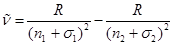 ν̃ = R / (n₁ + σ₁)² − R / (n₂ + σ₂)²